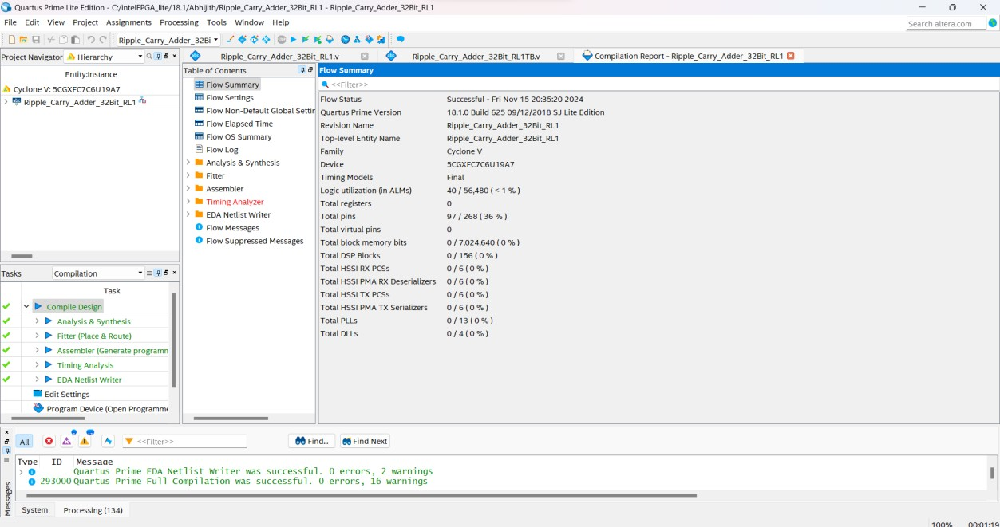 Quartus Prime Lite Edition - C:/intelFPGA_lite/18.1/Abhijith/Ripple_Carry_Adder_32Bit_RL1 - Ripple_Carry_Adder_32Bit_RL1
File Edit View Project Assignments Processing Tools Window Help
Search altera.com
Ripple_Carry_Adder_32Bi
Project Navigator Hierarchy
Entity:Instance
Cyclone V: 5CGXFC7C6U19A7
Ripple_Carry_Adder_32Bit_RL1
Tasks Compilation
Task
Compile Design
Analysis & Synthesis
Fitter (Place & Route)
Assembler (Generate programm
Timing Analysis
EDA Netlist Writer
Edit Settings
Program Device (Open Programme
Ripple_Carry_Adder_32Bit_RL1.v Ripple_Carry_Adder_32Bit_RL1TB.v Compilation Report - Ripple_Carry_Adder_32Bit_RL1
Table of Contents
Flow Summary
Flow Settings
Flow Non-Default Global Settin
Flow Elapsed Time
Flow OS Summary
Flow Log
Analysis & Synthesis
Fitter
Assembler
Timing Analyzer
EDA Netlist Writer
Flow Messages
Flow Suppressed Messages
Flow Summary
<<Filter>>
Flow Status Successful - Fri Nov 15 20:35:20 2024
Quartus Prime Version 18.1.0 Build 625 09/12/2018 SJ Lite Edition
Revision Name Ripple_Carry_Adder_32Bit_RL1
Top-level Entity Name Ripple_Carry_Adder_32Bit_RL1
Family Cyclone V
Device 5CGXFC7C6U19A7
Timing Models Final
Logic utilization (in ALMs) 40 / 56,480 ( < 1 % )
Total registers 0
Total pins 97 / 268 ( 36 % )
Total virtual pins 0
Total block memory bits 0 / 7,024,640 ( 0 % )
Total DSP Blocks 0 / 156 ( 0 % )
Total HSSI RX PCSs 0 / 6 ( 0 % )
Total HSSI PMA RX Deserializers 0 / 6 ( 0 % )
Total HSSI TX PCSs 0 / 6 ( 0 % )
Total HSSI PMA TX Serializers 0 / 6 ( 0 % )
Total PLLs 0 / 13 ( 0 % )
Total DLLs 0 / 4 ( 0 % )
All <<Filter>> Find... Find Next
Type ID Message
Quartus Prime EDA Netlist Writer was successful. 0 errors, 2 warnings
293000 Quartus Prime Full Compilation was successful. 0 errors, 16 warnings
Messages
System Processing (134)
100% 00:01:19